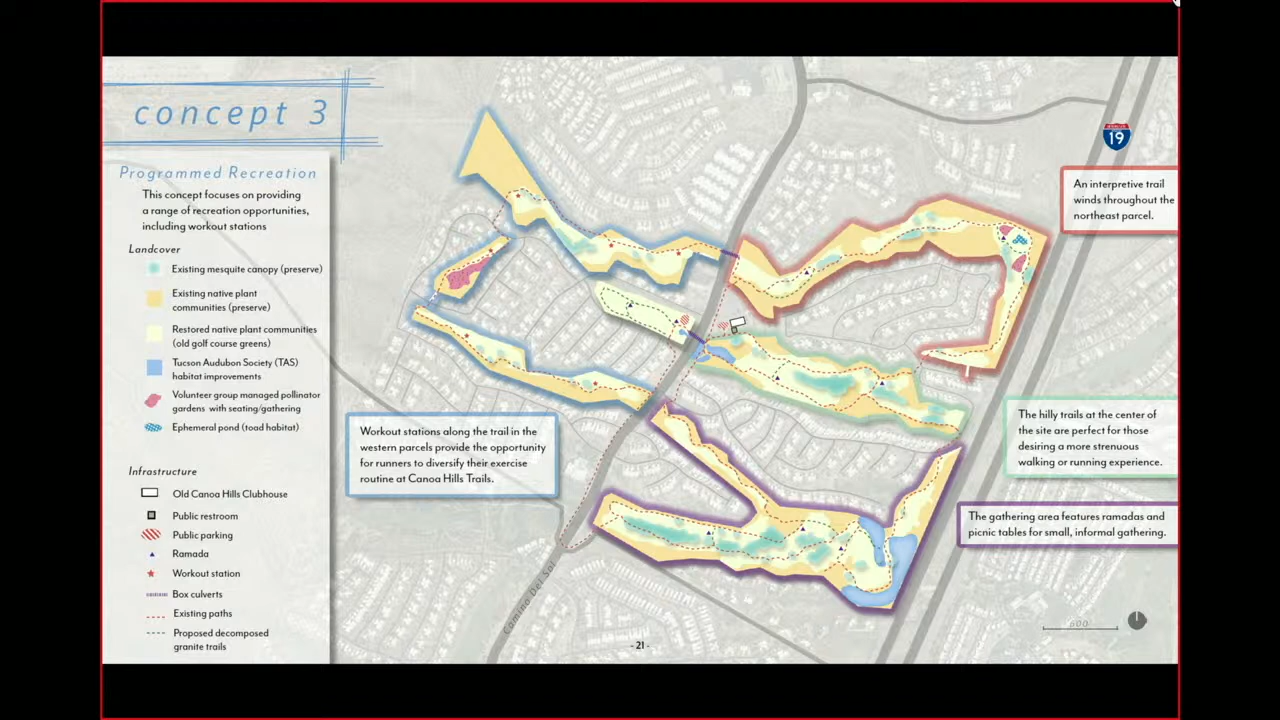 concept 3
Programmed Recreation
This concept focuses on providing
a range of recreation opportunities,
including workout stations
Landcover
Existing mesquite canopy (preserve)
Existing native plant
communities (preserve)
Restored native plant communities
(old golf course greens)
Tucson Audubon Society (TAS)
habitat improvements
Volunteer group managed pollinator
gardens with seating/gathering
Ephemeral pond (toad habitat)
Infrastructure
Old Canoa Hills Clubhouse
Public restroom
Public parking
Ramada
Workout station
Box culverts
Existing paths
Proposed decomposed
granite trails
Workout stations along the trail in the
western parcels provide the opportunity
for runners to diversify their exercise
routine at Canoa Hills Trails.
19
An interpretive trail
winds throughout the
northeast parcel.
The hilly trails at the center of
the site are perfect for those
desiring a more strenuous
walking or running experience.
The gathering area features ramadas and
picnic tables for small, informal gathering.
Camino Del Sol
600
- 21 -